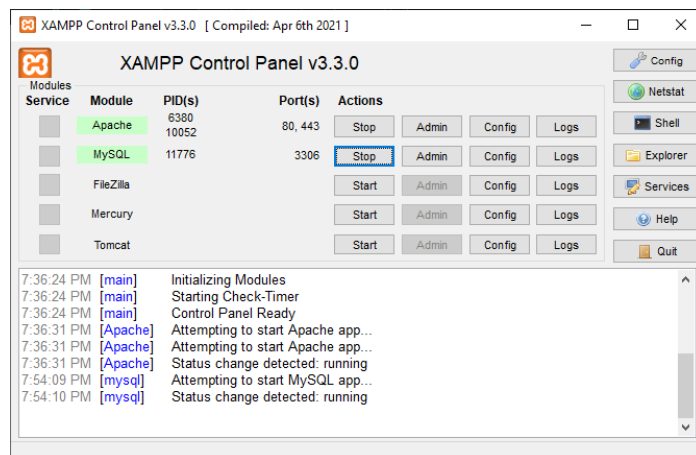 XAMPP Control Panel v3.3.0 [ Compiled: Apr 6th 2021 ]
XAMPP Control Panel v3.3.0
Config
Modules
Service Module PID(s) Port(s) Actions
Netstat
Apache 6380 10052 80, 443 Stop Admin Config Logs
Shell
MySQL 11776 3306 Stop Admin Config Logs
Explorer
FileZilla Start Admin Config Logs
Services
Mercury Start Admin Config Logs
Help
Tomcat Start Admin Config Logs
Quit
7:36:24 PM [main] Initializing Modules
7:36:24 PM [main] Starting Check-Timer
7:36:24 PM [main] Control Panel Ready
7:36:31 PM [Apache] Attempting to start Apache app...
7:36:31 PM [Apache] Attempting to start Apache app...
7:36:31 PM [Apache] Status change detected: running
7:54:09 PM [mysql] Attempting to start MySQL app...
7:54:10 PM [mysql] Status change detected: running